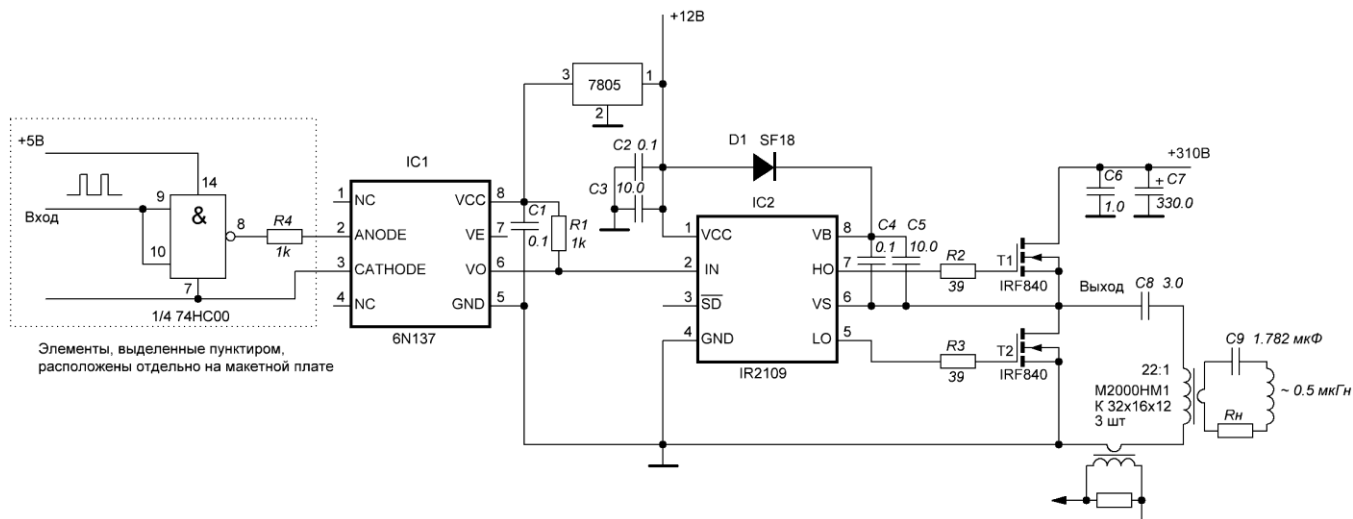 +12В
3
7805
1
2
+5В
14
9
&
8
R4
1k
Вход
10
7
1/4 74HC00
Элементы, выделенные пунктиром,
расположены отдельно на макетной плате
IC1
1
NC
VCC
8
2
ANODE
VE
7
3
CATHODE
VO
6
4
NC
GND
5
6N137
C1
0.1
R1
1k
C2 0.1
C3 10.0
D1 SF18
IC2
1
VCC
VB
8
2
IN
HO
7
3
SD
VS
6
4
GND
LO
5
IR2109
C4
0.1
C5
10.0
R2
39
R3
39
T1
IRF840
T2
IRF840
+310В
C6
1.0
+
C7
330.0
Выход
C8 3.0
22:1
М2000НМ1
К 32x16x12
3 шт
C9 1.782 мкФ
~ 0.5 мкГн
Rн